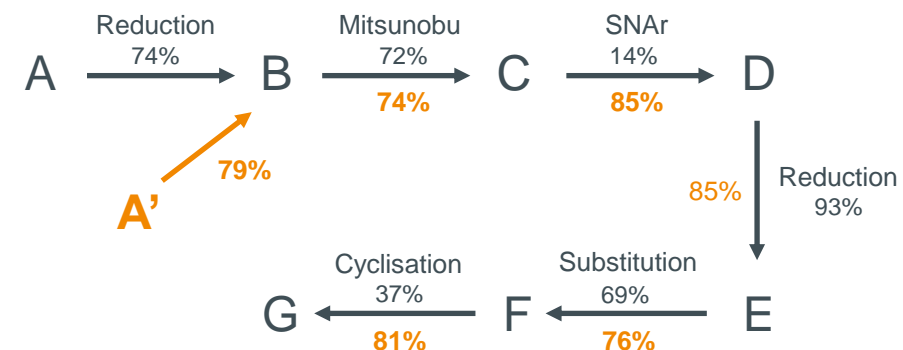 Reduction
74%
Mitsunobu
72%
SNAr
14%
A
B
C
D
74%
85%
79%
A’
85%
Reduction
93%
Cyclisation
37%
Substitution
69%
G
F
E
81%
76%